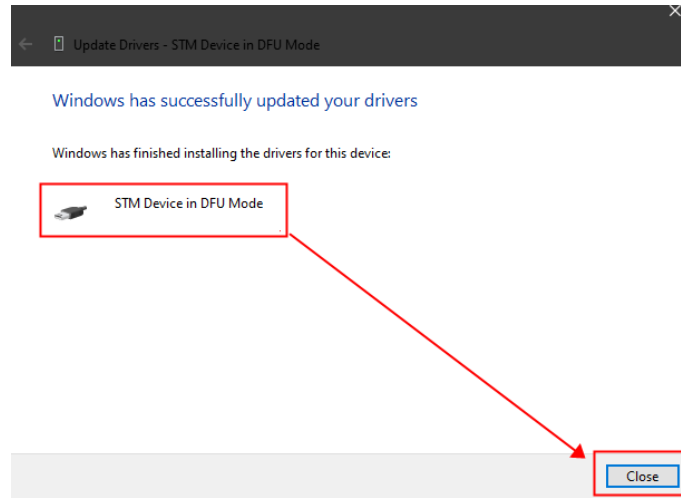 Update Drivers - STM Device in DFU Mode
Windows has successfully updated your drivers
Windows has finished installing the drivers for this device:
STM Device in DFU Mode
Close